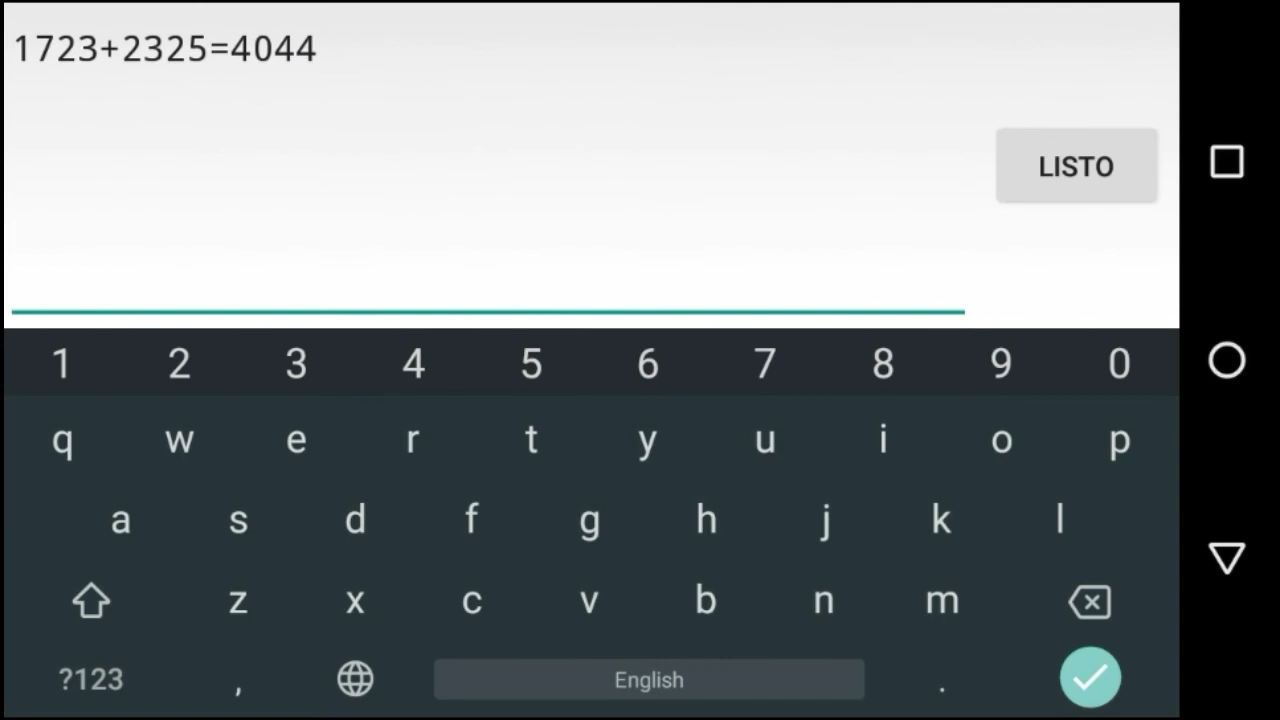 1723+2325=4044
LISTO
1 2 3 4 5 6 7 8 9 0
q w e r t y u i o p
a s d f g h j k l
z x c v b n m
?123 , English .